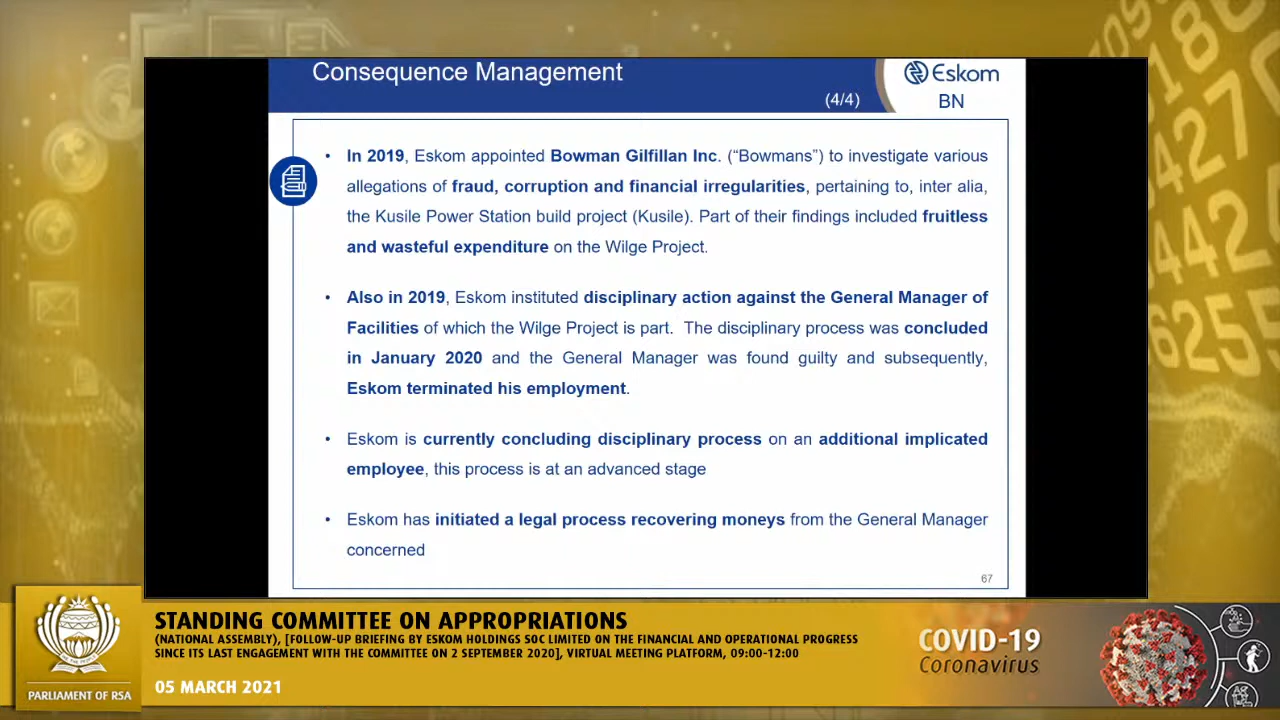 Consequence Management
(4/4)
Eskom
BN
• In 2019, Eskom appointed Bowman Gilfillan Inc. (“Bowmans”) to investigate various
allegations of fraud, corruption and financial irregularities, pertaining to, inter alia,
the Kusile Power Station build project (Kusile). Part of their findings included fruitless
and wasteful expenditure on the Wilge Project.
• Also in 2019, Eskom instituted disciplinary action against the General Manager of
Facilities of which the Wilge Project is part. The disciplinary process was concluded
in January 2020 and the General Manager was found guilty and subsequently,
Eskom terminated his employment.
• Eskom is currently concluding disciplinary process on an additional implicated
employee, this process is at an advanced stage
• Eskom has initiated a legal process recovering moneys from the General Manager
concerned
67
PARLIAMENT OF RSA
STANDING COMMITTEE ON APPROPRIATIONS
(NATIONAL ASSEMBLY), [FOLLOW-UP BRIEFING BY ESKOM HOLDINGS SOC LIMITED ON THE FINANCIAL AND OPERATIONAL PROGRESS
SINCE ITS LAST ENGAGEMENT WITH THE COMMITTEE ON 2 SEPTEMBER 2020], VIRTUAL MEETING PLATFORM, 09:00-12:00
05 MARCH 2021
COVID-19
Coronavirus